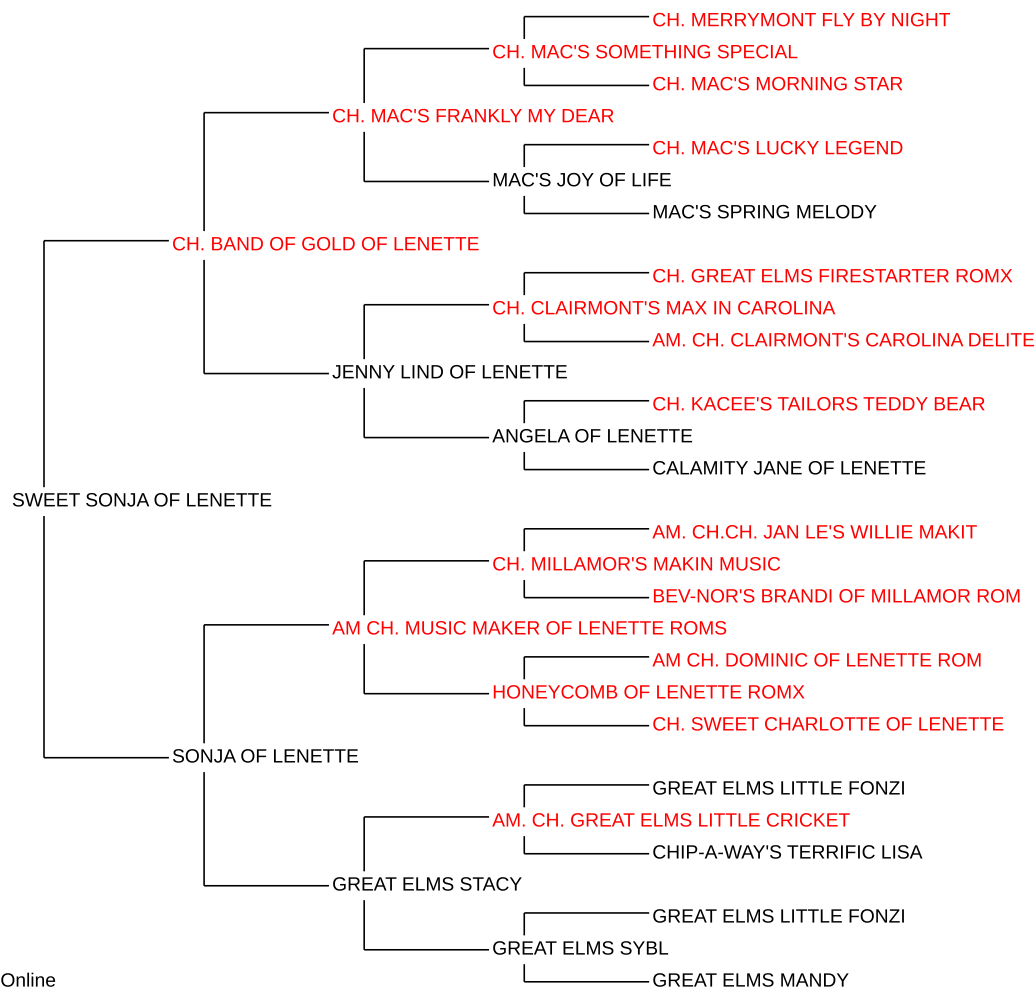 CH. MERRYMONT FLY BY NIGHT
CH. MAC'S SOMETHING SPECIAL
CH. MAC'S MORNING STAR
CH. MAC'S FRANKLY MY DEAR
CH. MAC'S LUCKY LEGEND
MAC'S JOY OF LIFE
MAC'S SPRING MELODY
CH. BAND OF GOLD OF LENETTE
CH. GREAT ELMS FIRESTARTER ROMX
CH. CLAIRMONT'S MAX IN CAROLINA
AM. CH. CLAIRMONT'S CAROLINA DELITE
JENNY LIND OF LENETTE
CH. KACEE'S TAILORS TEDDY BEAR
ANGELA OF LENETTE
CALAMITY JANE OF LENETTE
SWEET SONJA OF LENETTE
AM. CH.CH. JAN LE'S WILLIE MAKIT
CH. MILLAMOR'S MAKIN MUSIC
BEV-NOR'S BRANDI OF MILLAMOR ROM
AM CH. MUSIC MAKER OF LENETTE ROMS
AM CH. DOMINIC OF LENETTE ROM
HONEYCOMB OF LENETTE ROMX
CH. SWEET CHARLOTTE OF LENETTE
SONJA OF LENETTE
GREAT ELMS LITTLE FONZI
AM. CH. GREAT ELMS LITTLE CRICKET
CHIP-A-WAY'S TERRIFIC LISA
GREAT ELMS STACY
GREAT ELMS LITTLE FONZI
GREAT ELMS SYBL
GREAT ELMS MANDY
Online